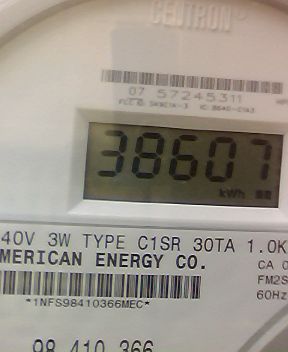 CENTRON®
07 57245311
38607
kWh
40V 3W TYPE C1SR 30TA 1.0K
MERICAN ENERGY CO.
CA 0
FM2S
60Hz
*1NFS98410366MEC*
98 410 366